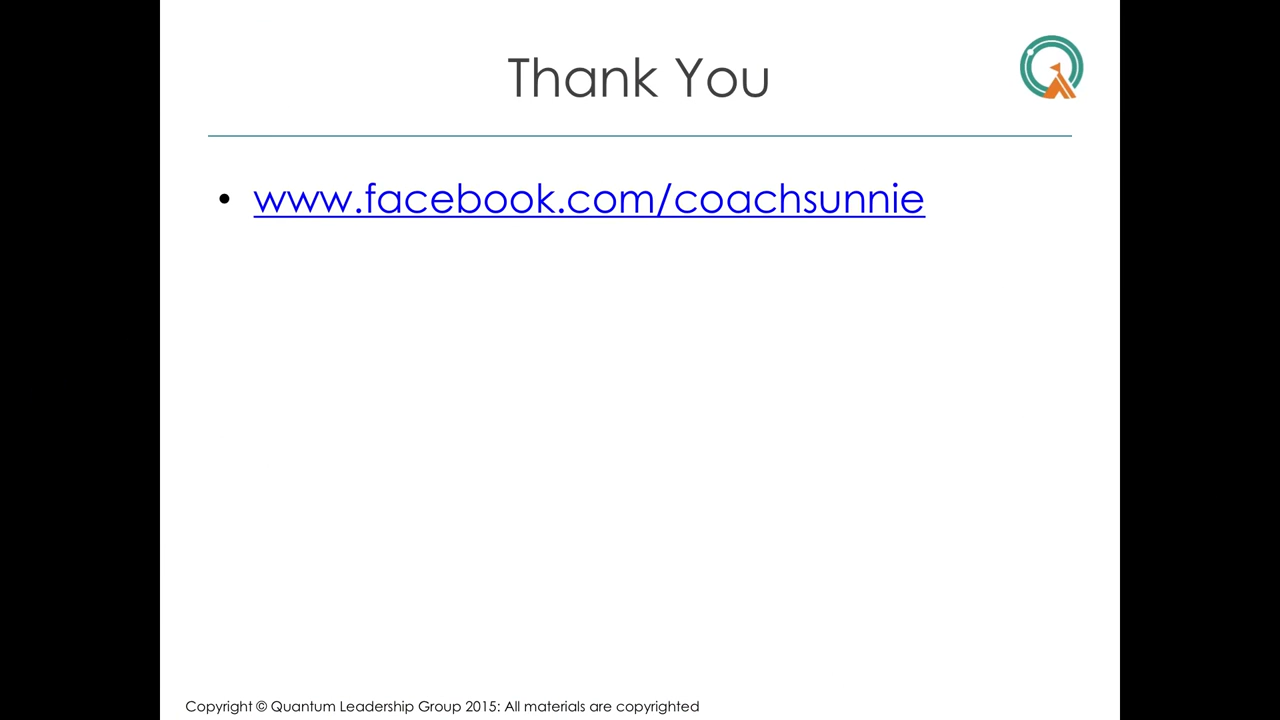 Thank You
• www.facebook.com/coachsunnie
Copyright © Quantum Leadership Group 2015: All materials are copyrighted